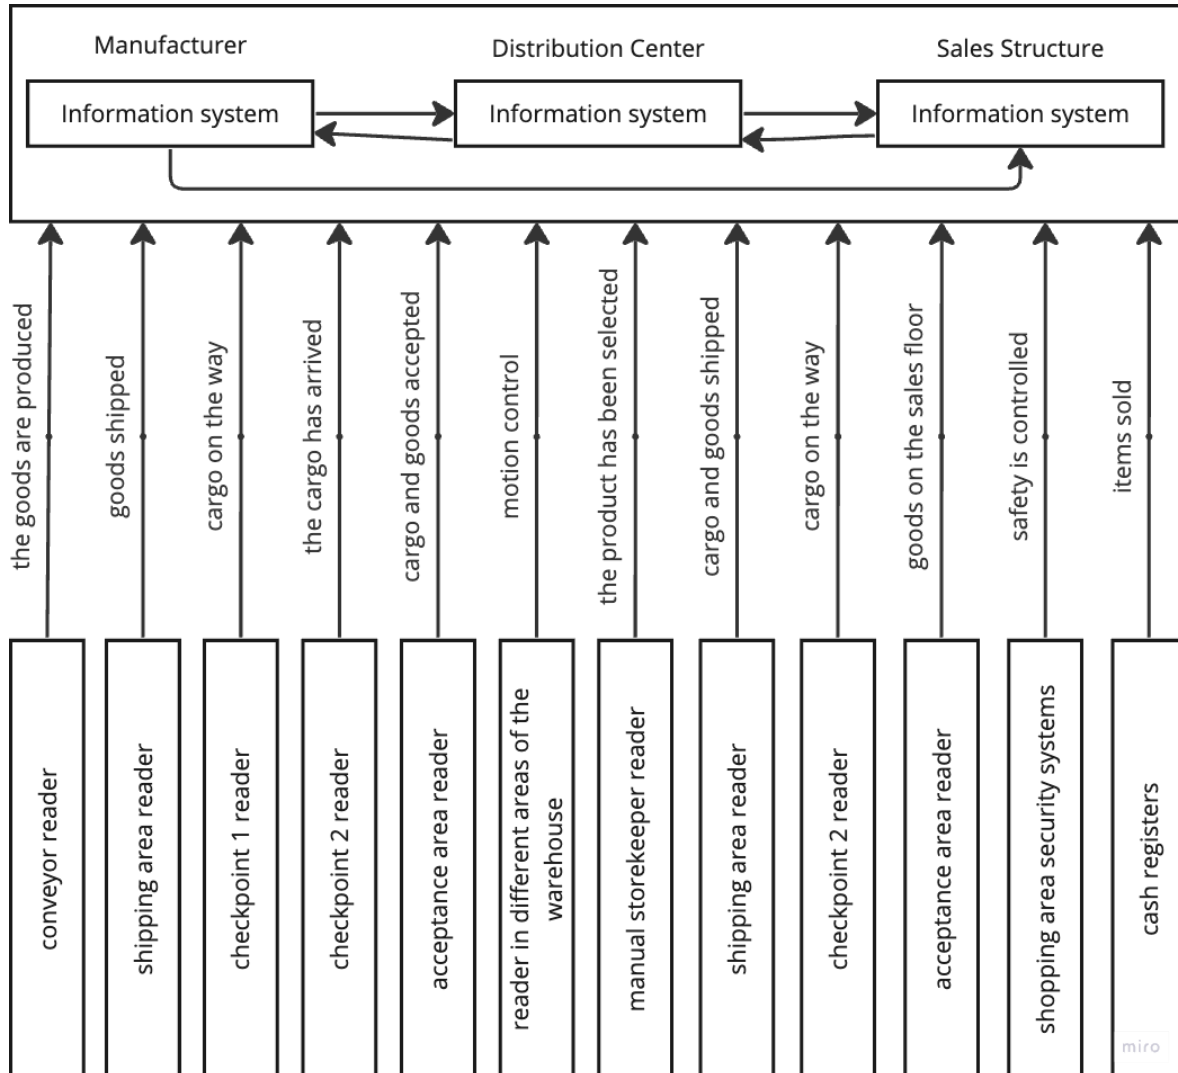 Manufacturer
Distribution Center
Sales Structure
Information system
Information system
Information system
the goods are produced
goods shipped
cargo on the way
the cargo has arrived
cargo and goods accepted
motion control
the product has been selected
cargo and goods shipped
cargo on the way
goods on the sales floor
safety is controlled
items sold
conveyor reader
shipping area reader
checkpoint 1 reader
checkpoint 2 reader
acceptance area reader
reader in different areas of the
warehouse
manual storekeeper reader
shipping area reader
checkpoint 2 reader
acceptance area reader
shopping area security systems
cash registers
miro